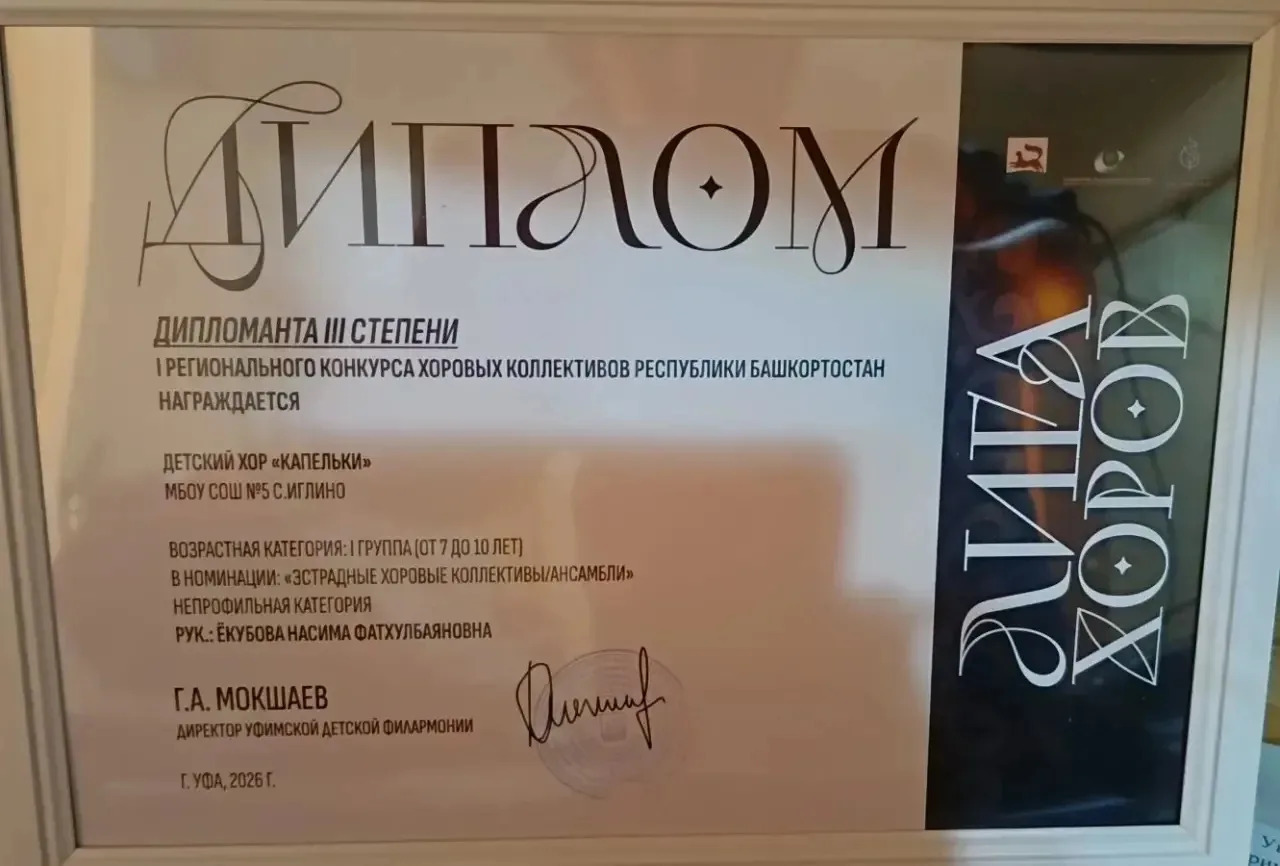 ДИПЛОМ
ДИПЛОМАНТА III СТЕПЕНИ
I РЕГИОНАЛЬНОГО КОНКУРСА ХОРОВЫХ КОЛЛЕКТИВОВ РЕСПУБЛИКИ БАШКОРТОСТАН
НАГРАЖДАЕТСЯ
ДЕТСКИЙ ХОР «КАПЕЛЬКИ»
МБОУ СОШ №5 С.ИГЛИНО
ВОЗРАСТНАЯ КАТЕГОРИЯ: I ГРУППА (ОТ 7 ДО 10 ЛЕТ)
В НОМИНАЦИИ: «ЭСТРАДНЫЕ ХОРОВЫЕ КОЛЛЕКТИВЫ/АНСАМБЛИ»
НЕПРОФИЛЬНАЯ КАТЕГОРИЯ
РУК.: ЁКУБОВА НАСИМА ФАТХУЛБАЯНОВНА
Г.А. МОКШАЕВ
ДИРЕКТОР УФИМСКОЙ ДЕТСКОЙ ФИЛАРМОНИИ
Г. УФА, 2026 Г.
ЛИГА
ХОРОВ